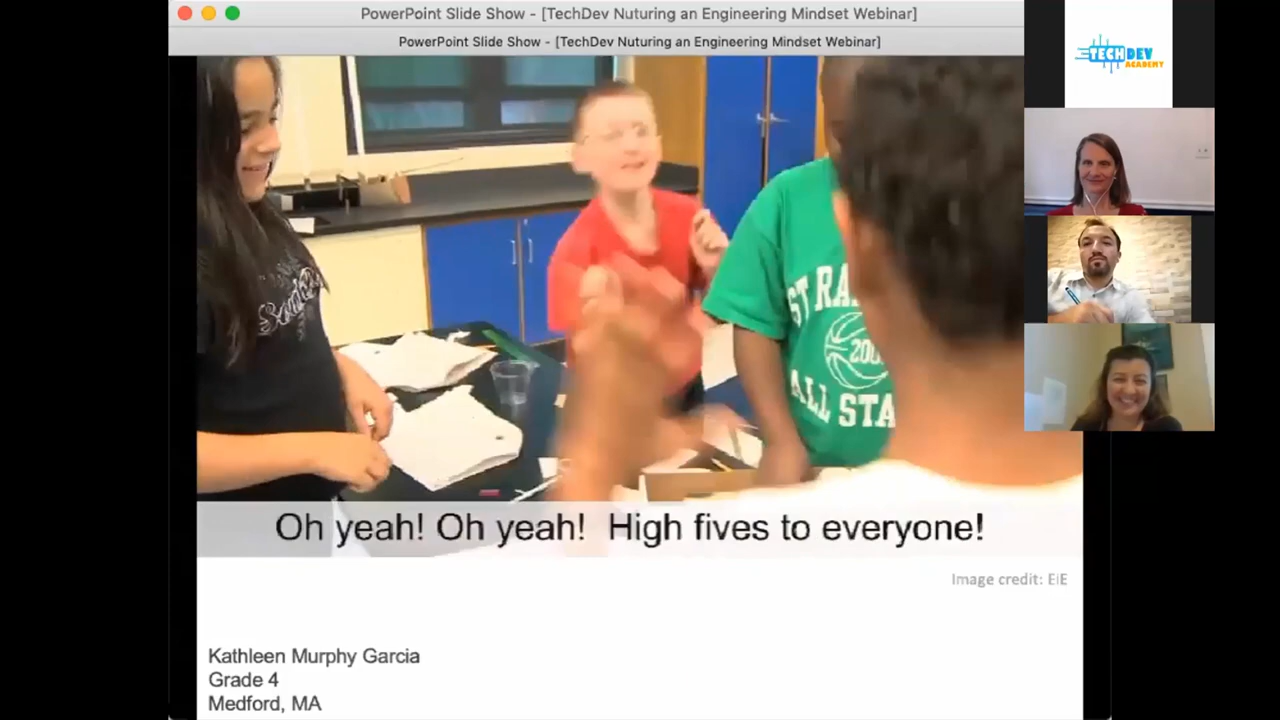 PowerPoint Slide Show - [TechDev Nuturing an Engineering Mindset Webinar]
PowerPoint Slide Show - [TechDev Nuturing an Engineering Mindset Webinar]
TECHDEV
ACADEMY
ST RA
200
ALL STA
Oh yeah! Oh yeah! High fives to everyone!
Image credit: EiE
Kathleen Murphy Garcia
Grade 4
Medford, MA